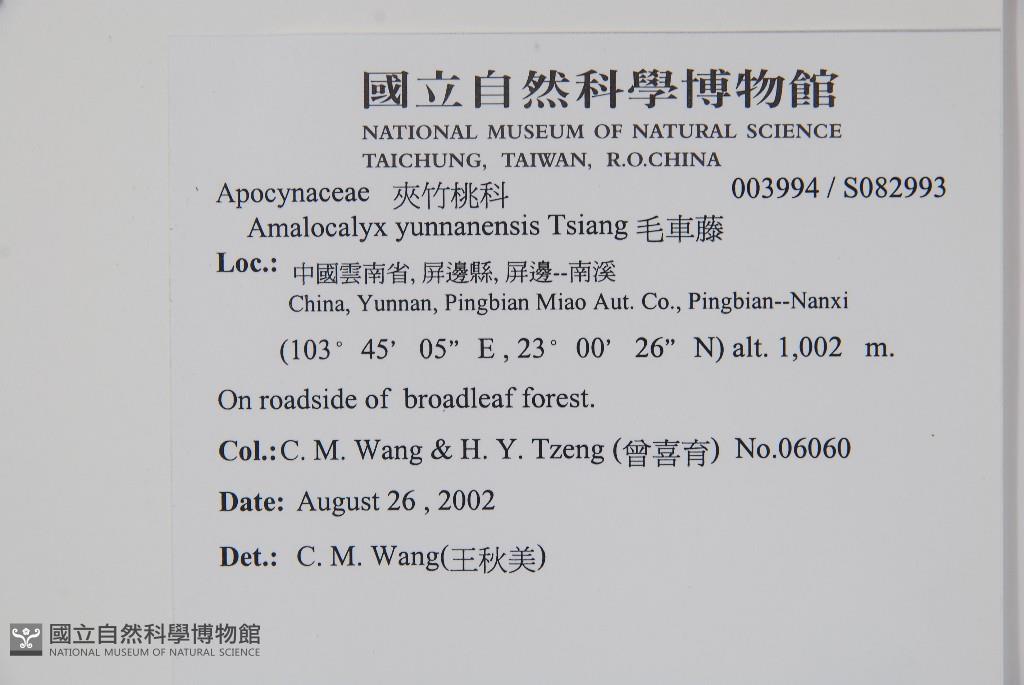 國立自然科學博物館
NATIONAL MUSEUM OF NATURAL SCIENCE
TAICHUNG, TAIWAN, R.O.CHINA
Apocynaceae 夾竹桃科 003994 / S082993
Amalocalyx yunnanensis Tsiang 毛車藤
Loc.: 中國雲南省, 屏邊縣, 屏邊--南溪
China, Yunnan, Pingbian Miao Aut. Co., Pingbian--Nanxi
(103° 45’ 05” E , 23° 00’ 26” N) alt. 1,002 m.
On roadside of broadleaf forest.
Col.: C. M. Wang & H. Y. Tzeng (曾喜育) No.06060
Date: August 26 , 2002
Det.: C. M. Wang(王秋美)
國立自然科學博物館
NATIONAL MUSEUM OF NATURAL SCIENCE